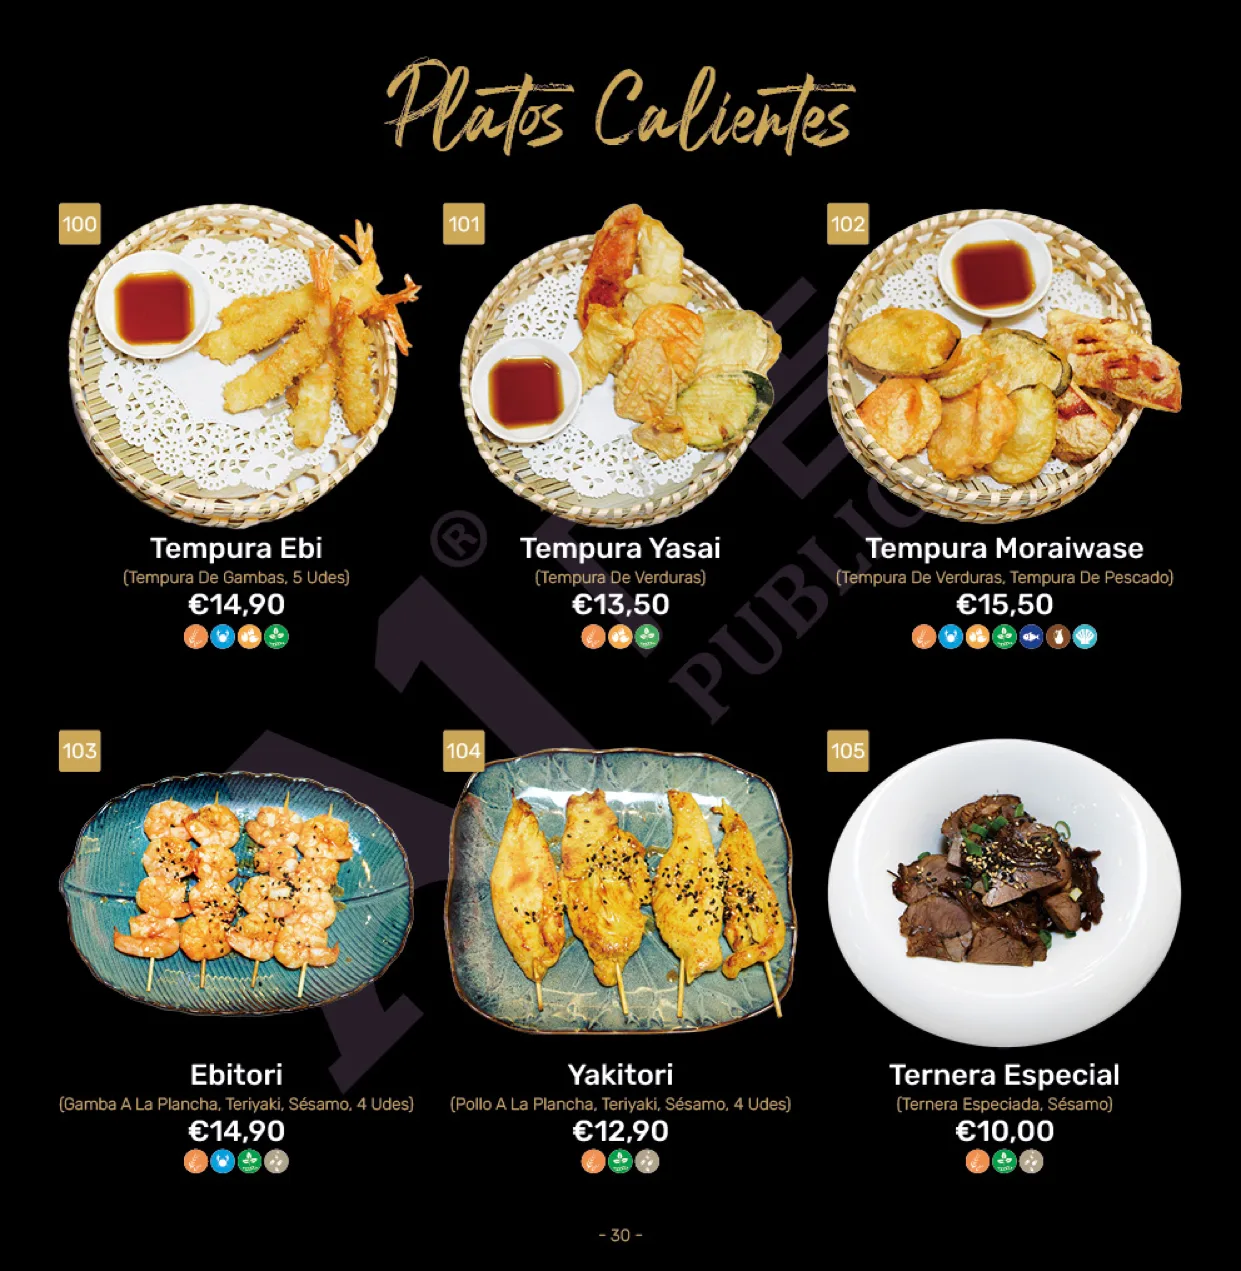 Platos Calientes
100
101
102
Tempura Ebi
(Tempura De Gambas, 5 Udes)
€14,90
Tempura Yasai
(Tempura De Verduras)
€13,50
Tempura Moraiwase
(Tempura De Verduras, Tempura De Pescado)
€15,50
®
PUBLIC
103
104
105
Ebitori
(Gamba A La Plancha, Teriyaki, Sésamo, 4 Udes)
€14,90
Yakitori
(Pollo A La Plancha, Teriyaki, Sésamo, 4 Udes)
€12,90
Ternera Especial
(Ternera Especiada, Sésamo)
€10,00
- 30 -